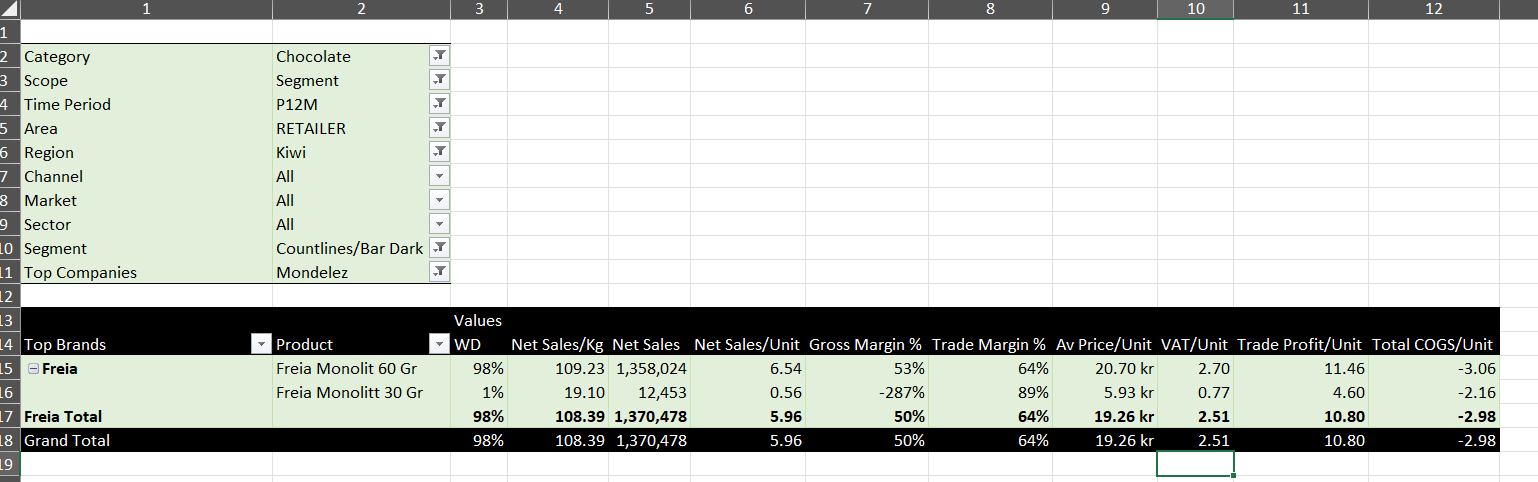 1 2 3 4 5 6 7 8 9 10 11 12
1
2 Category Chocolate
3 Scope Segment
4 Time Period P12M
5 Area RETAILER
6 Region Kiwi
7 Channel All
8 Market All
9 Sector All
10 Segment Countlines/Bar Dark
11 Top Companies Mondelez
12
13 Values
14 Top Brands Product WD Net Sales/Kg Net Sales Net Sales/Unit Gross Margin % Trade Margin % Av Price/Unit VAT/Unit Trade Profit/Unit Total COGS/Unit
15 Freia Freia Monolit 60 Gr 98% 109.23 1,358,024 6.54 53% 64% 20.70 kr 2.70 11.46 -3.06
16 Freia Monolitt 30 Gr 1% 19.10 12,453 0.56 -287% 89% 5.93 kr 0.77 4.60 -2.16
17 Freia Total 98% 108.39 1,370,478 5.96 50% 64% 19.26 kr 2.51 10.80 -2.98
18 Grand Total 98% 108.39 1,370,478 5.96 50% 64% 19.26 kr 2.51 10.80 -2.98
19